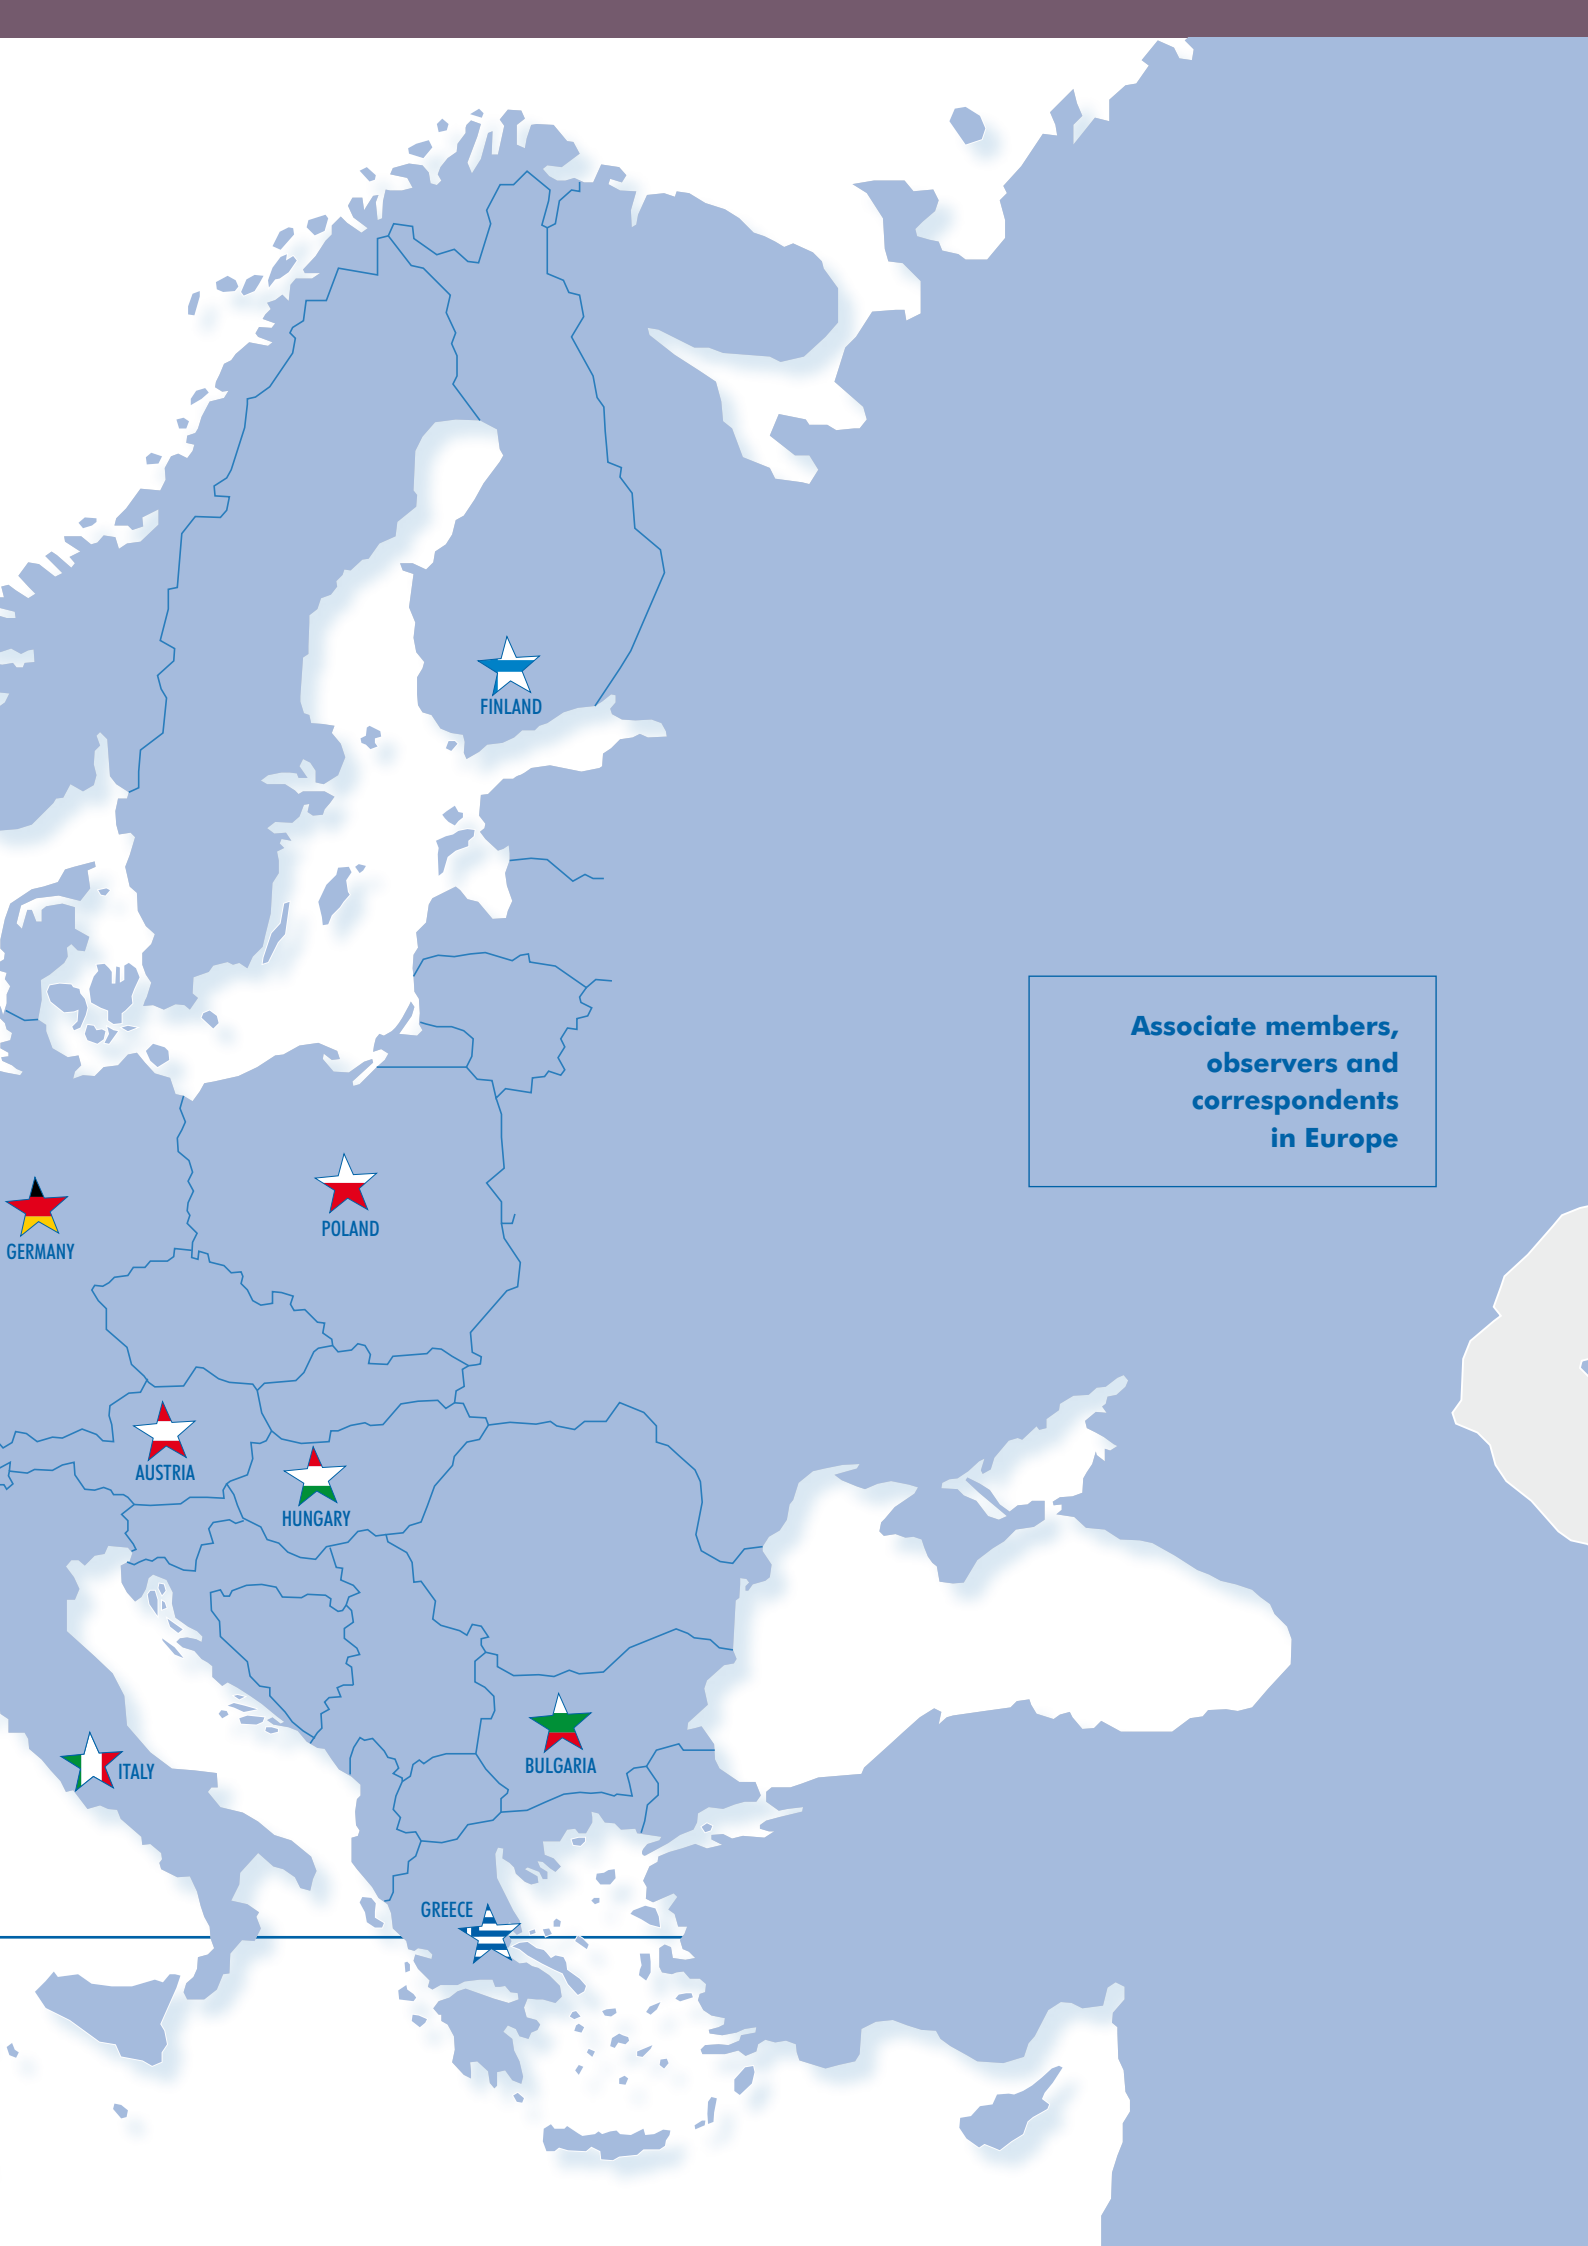 FINLAND
Associate members,
observers and
correspondents
in Europe
POLAND
GERMANY
AUSTRIA
HUNGARY
BULGARIA
ITALY
GREECE